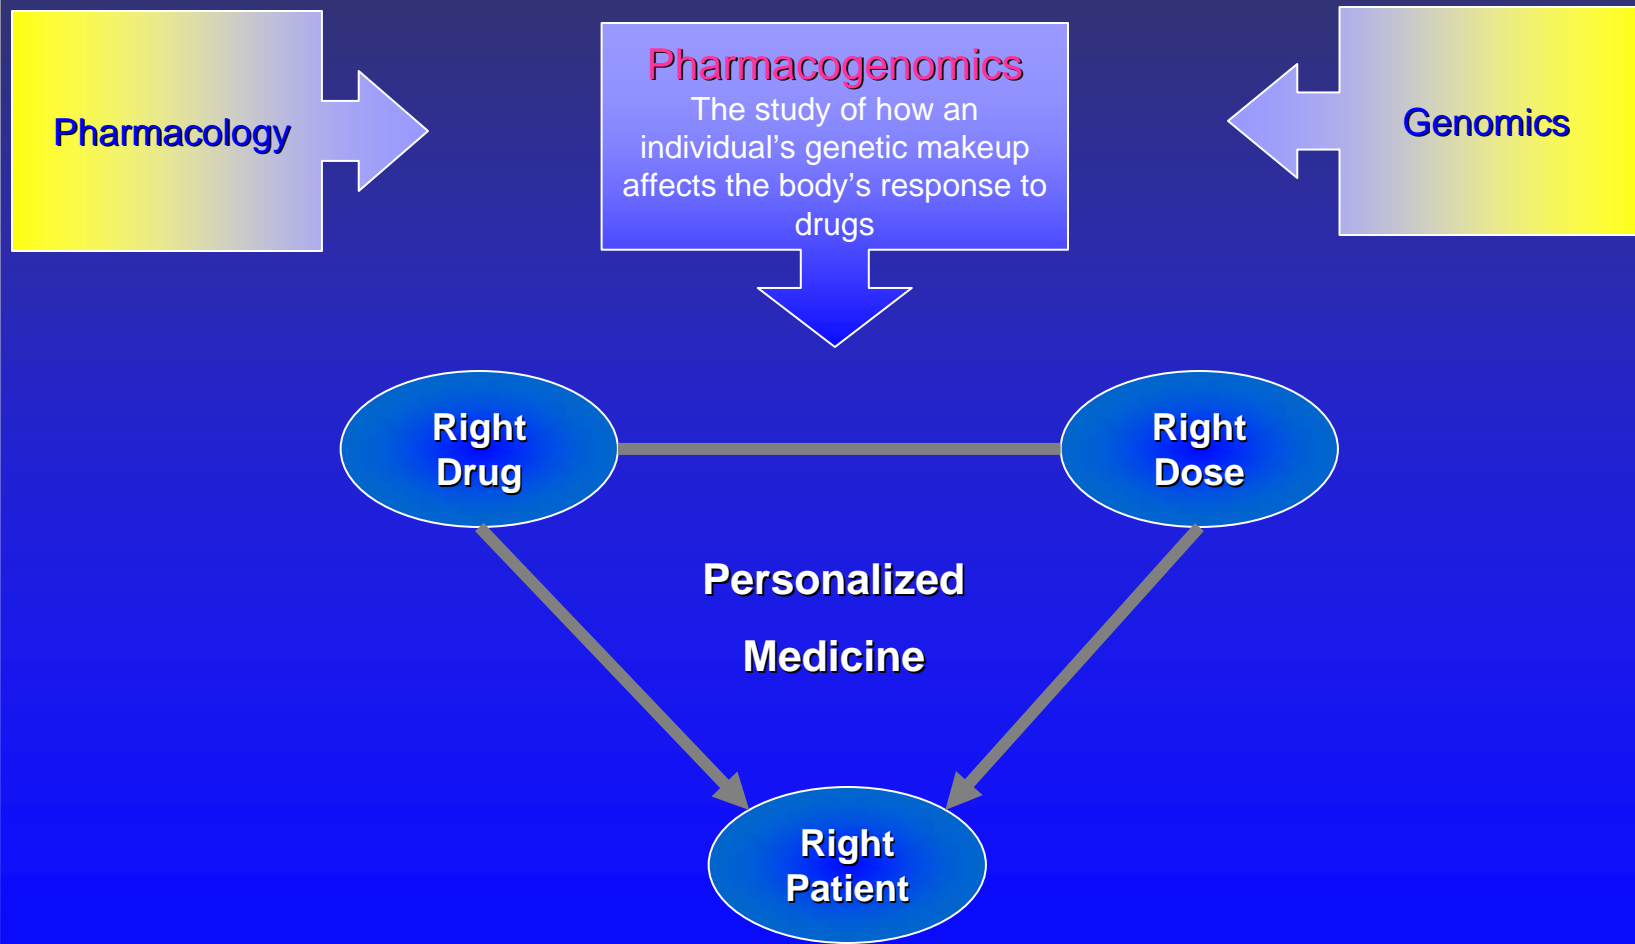 Pharmacology
Pharmacogenomics
The study of how an
individual’s genetic makeup
affects the body’s response to
drugs
Genomics
Right
Drug
Right
Dose
Personalized
Medicine
Right
Patient